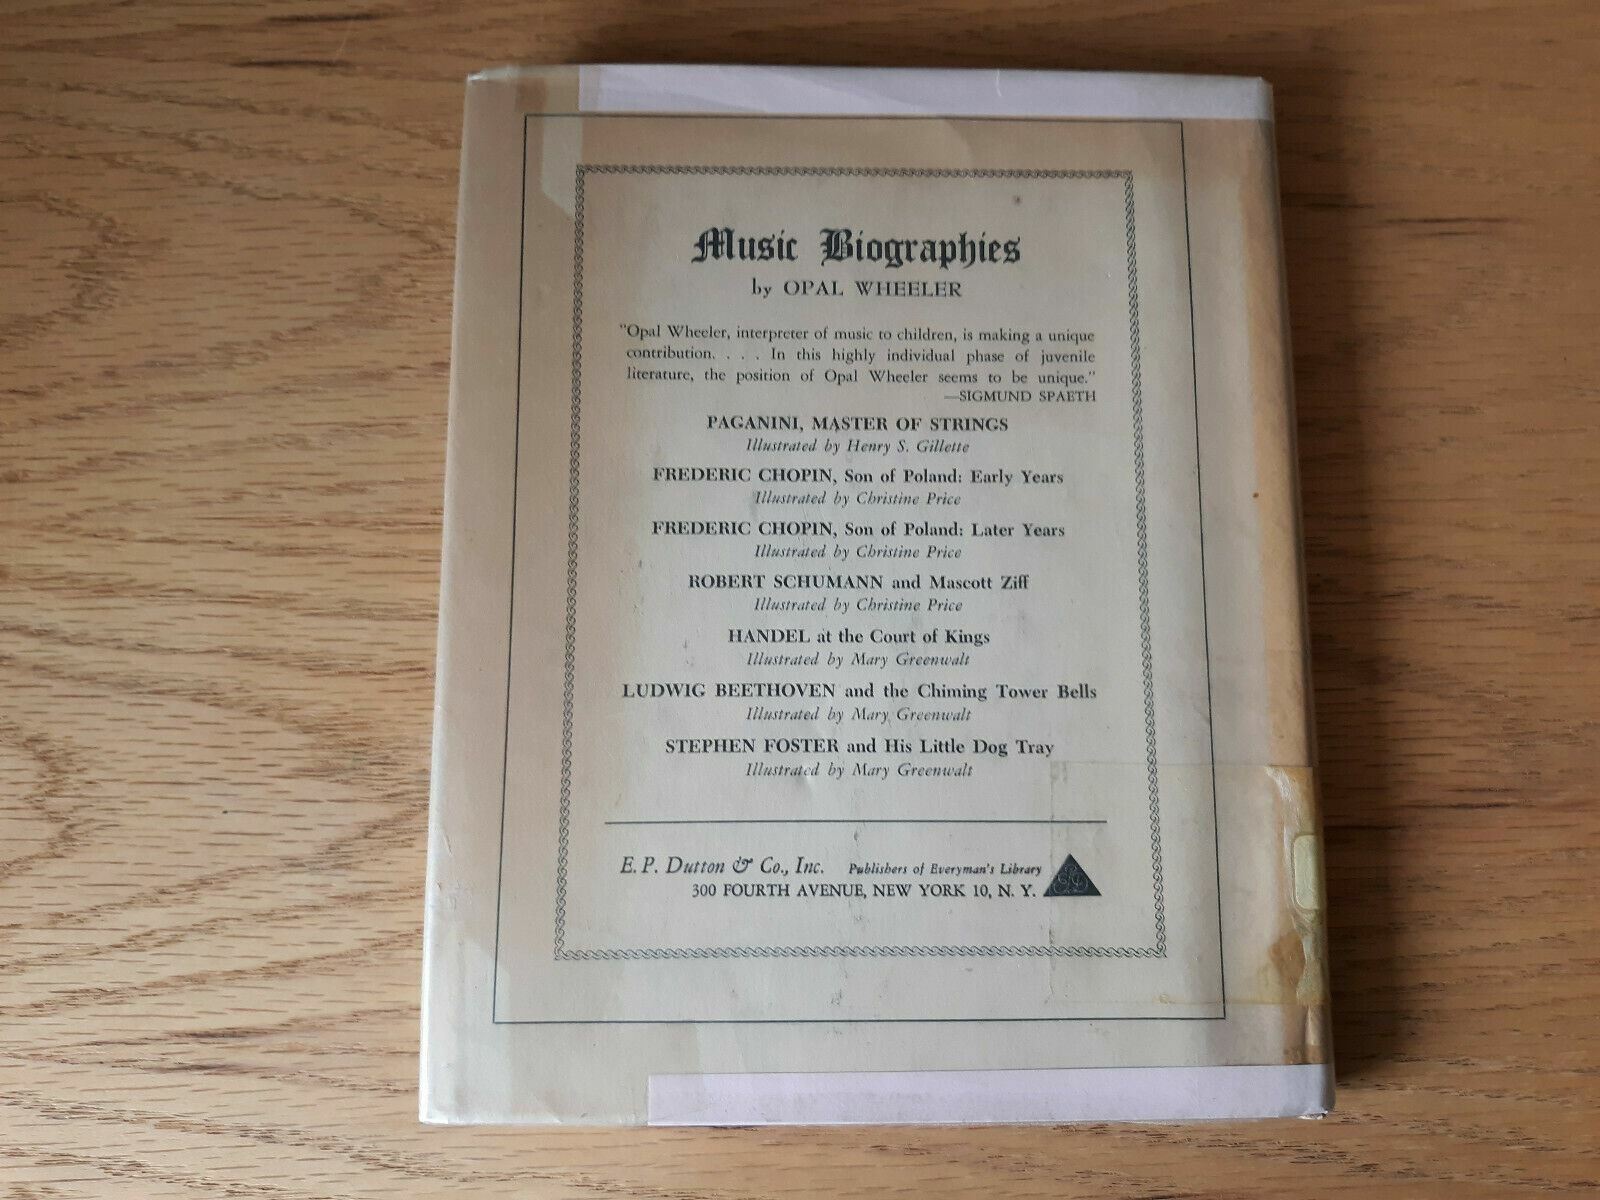 Music Biographies
by OPAL WHEELER
"Opal Wheeler, interpreter of music to children, is making a unique
contribution. . . . In this highly individual phase of juvenile
literature, the position of Opal Wheeler seems to be unique."
—SIGMUND SPAETH
PAGANINI, MASTER OF STRINGS
Illustrated by Henry S. Gillette
FREDERIC CHOPIN, Son of Poland: Early Years
Illustrated by Christine Price
FREDERIC CHOPIN, Son of Poland: Later Years
Illustrated by Christine Price
ROBERT SCHUMANN and Mascott Ziff
Illustrated by Christine Price
HANDEL at the Court of Kings
Illustrated by Mary Greenwalt
LUDWIG BEETHOVEN and the Chiming Tower Bells
Illustrated by Mary Greenwalt
STEPHEN FOSTER and His Little Dog Tray
Illustrated by Mary Greenwalt
E. P. Dutton & Co., Inc. Publishers of Everyman's Library
300 FOURTH AVENUE, NEW YORK 10, N. Y.